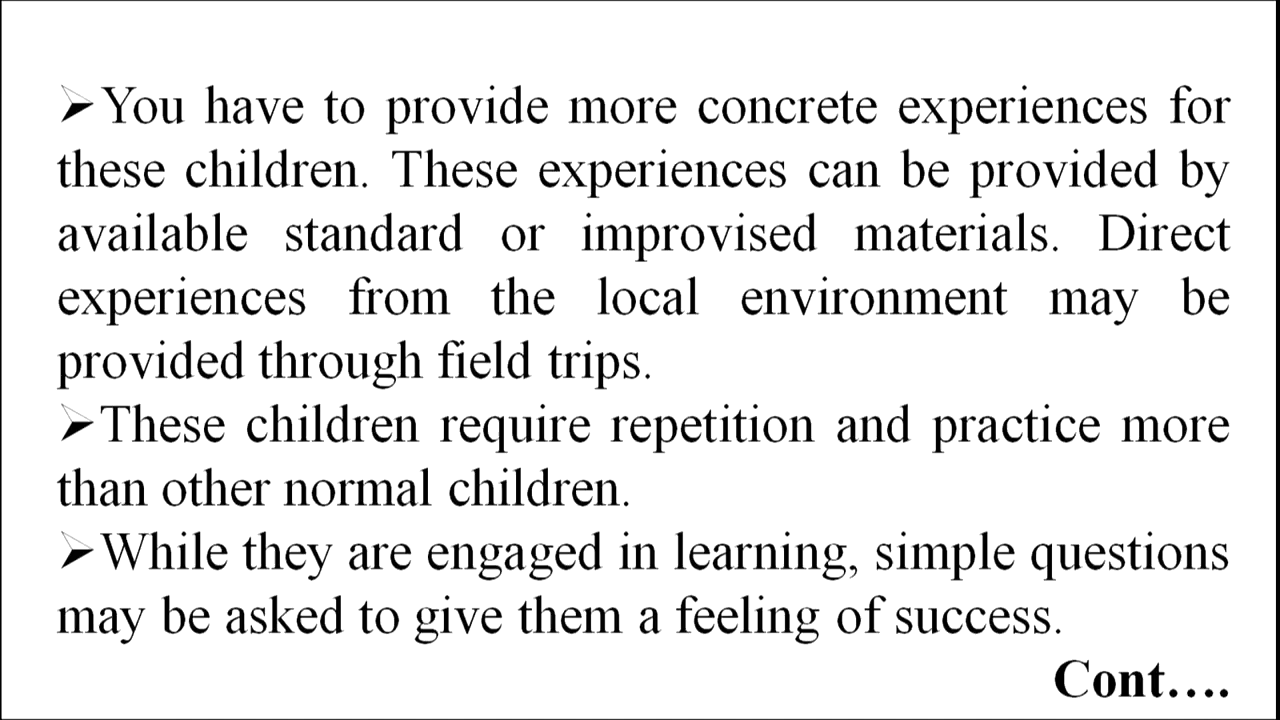 ➢You have to provide more concrete experiences for
these children. These experiences can be provided by
available standard or improvised materials. Direct
experiences from the local environment may be
provided through field trips.
➢These children require repetition and practice more
than other normal children.
➢While they are engaged in learning, simple questions
may be asked to give them a feeling of success.
Cont....